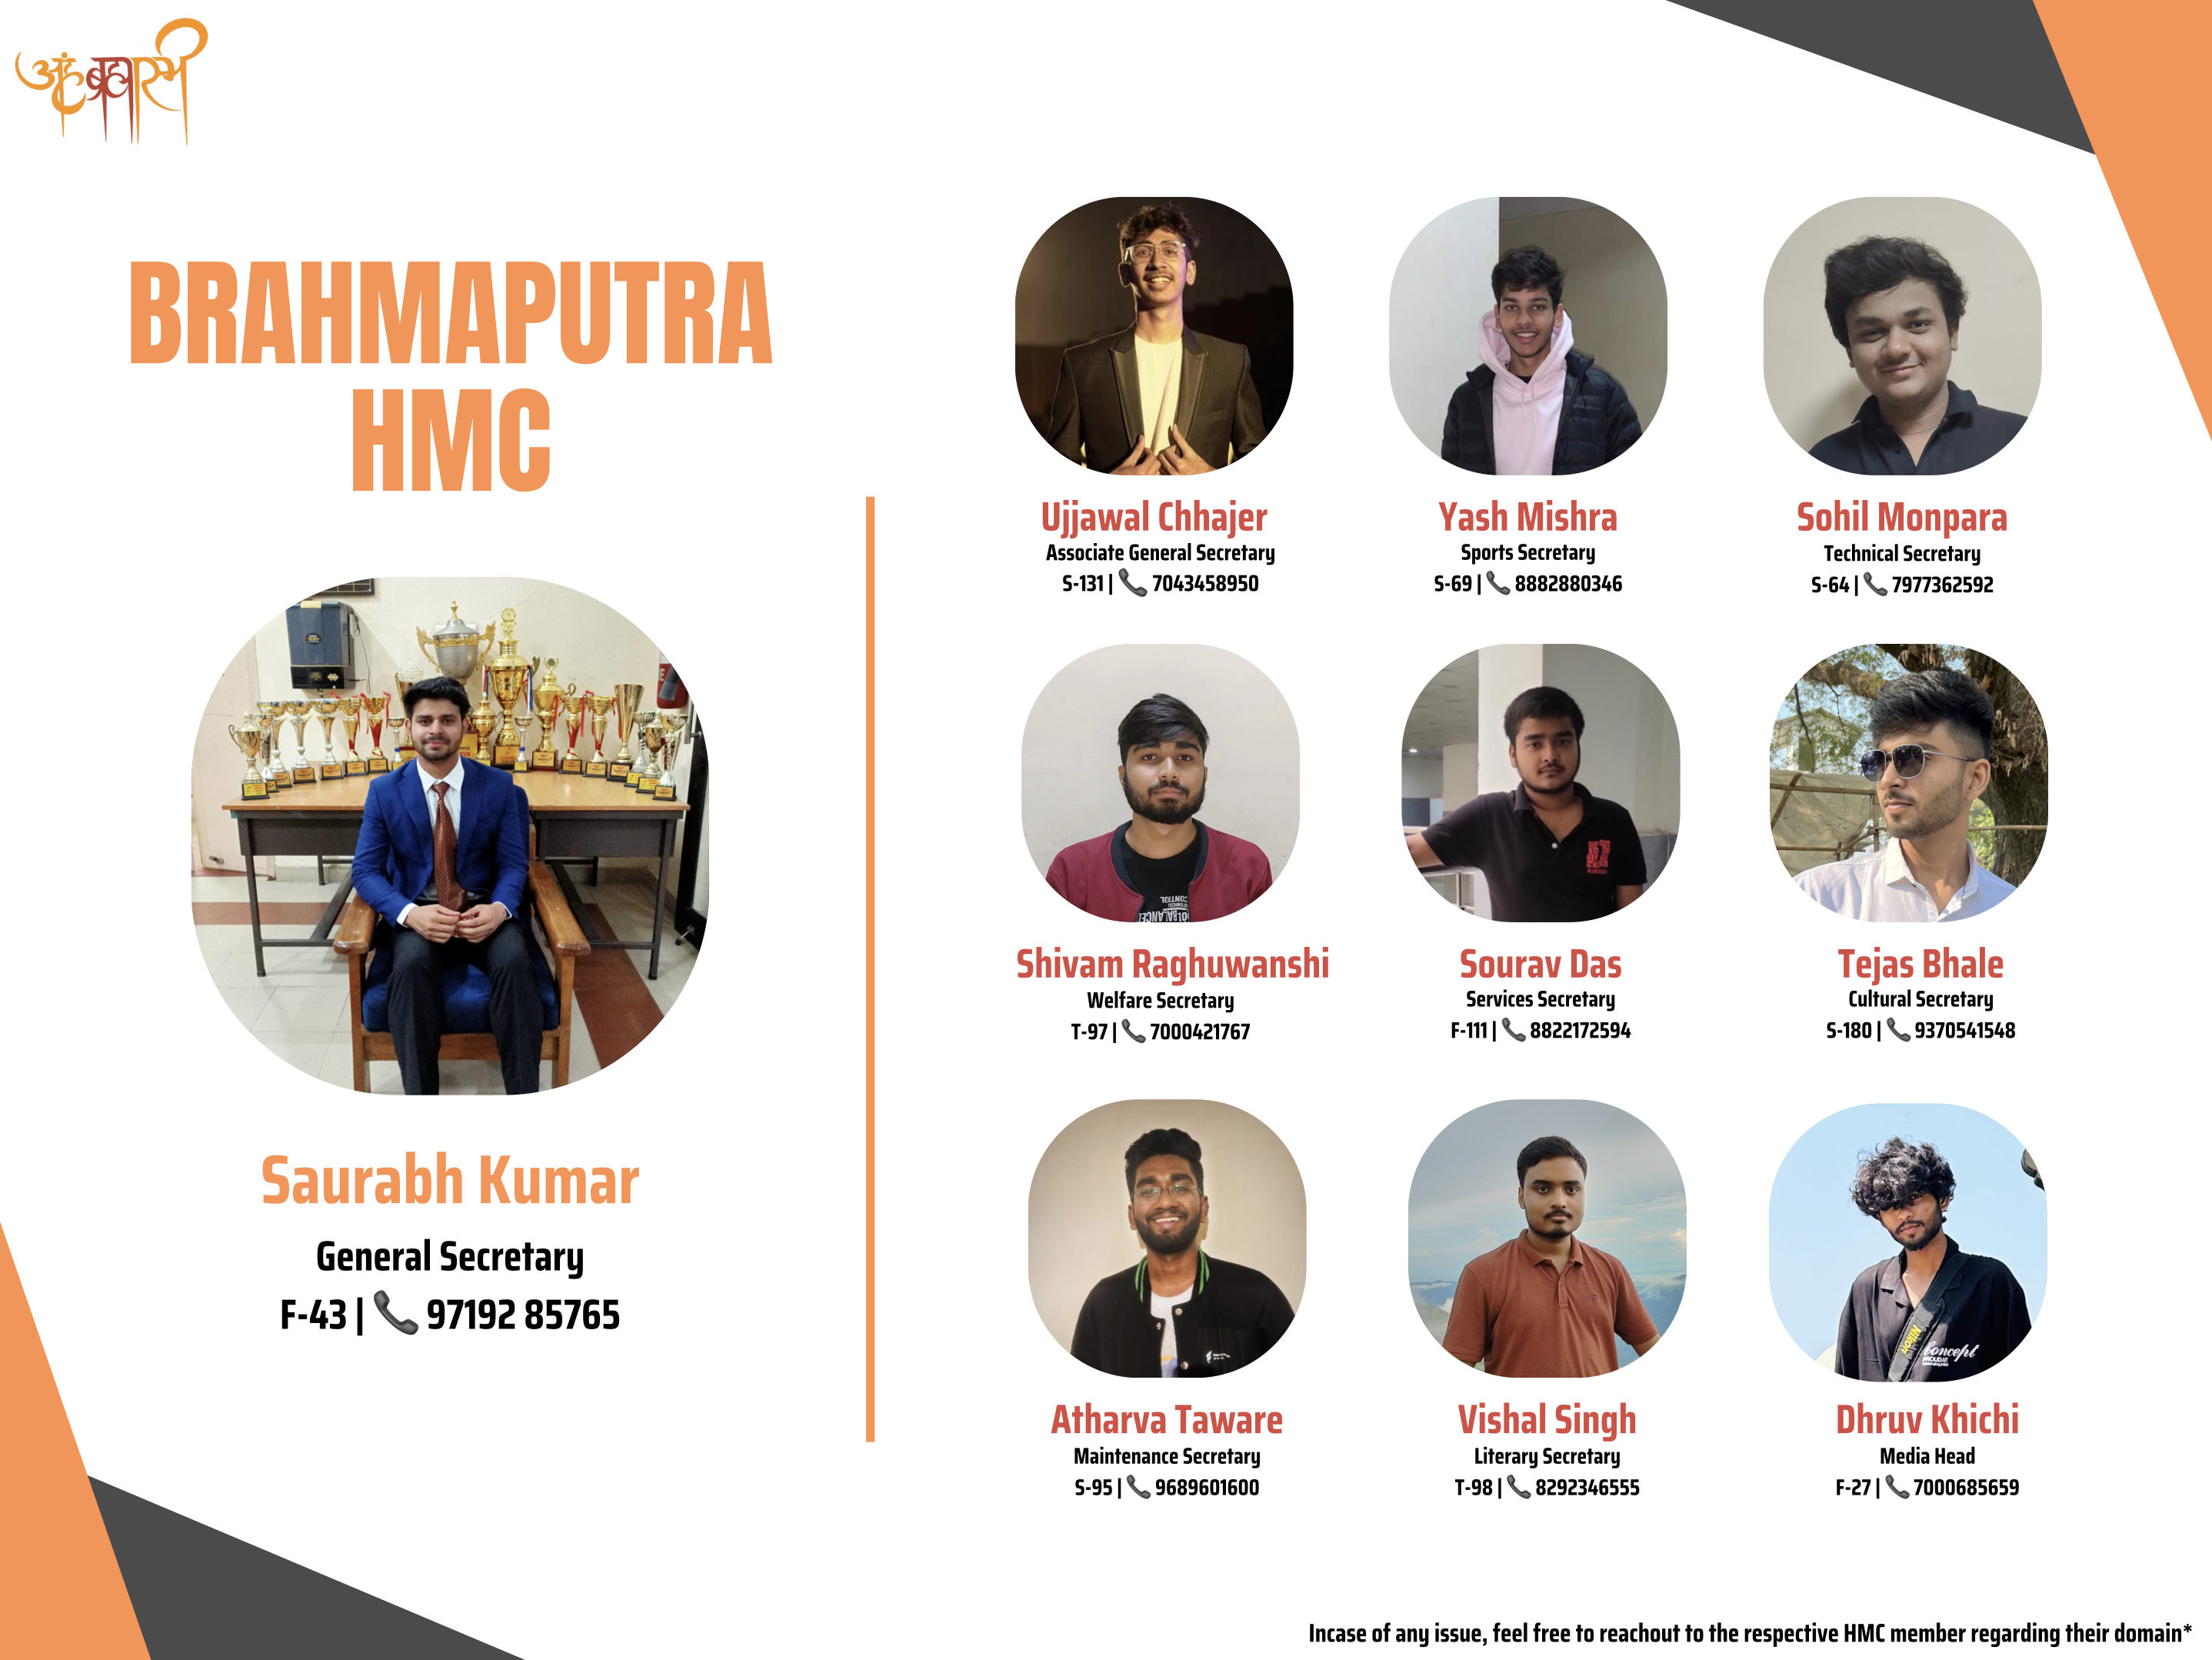 अहं ब्रह्मास्मि
BRAHMAPUTRA
HMC
Saurabh Kumar
General Secretary
F-43 | 📞 97192 85765
Ujjawal Chhajer
Associate General Secretary
S-131 | 📞 7043458950
Yash Mishra
Sports Secretary
S-69 | 📞 8882880346
Sohil Monpara
Technical Secretary
S-64 | 📞 7977362592
Shivam Raghuwanshi
Welfare Secretary
T-97 | 📞 7000421767
Sourav Das
Services Secretary
F-111 | 📞 8822172594
Tejas Bhale
Cultural Secretary
S-180 | 📞 9370541548
Atharva Taware
Maintenance Secretary
S-95 | 📞 9689601600
Vishal Singh
Literary Secretary
T-98 | 📞 8292346555
Nikon
Concept
Dhruv Khichi
Media Head
F-27 | 📞 7000685659
Incase of any issue, feel free to reachout to the respective HMC member regarding their domain*